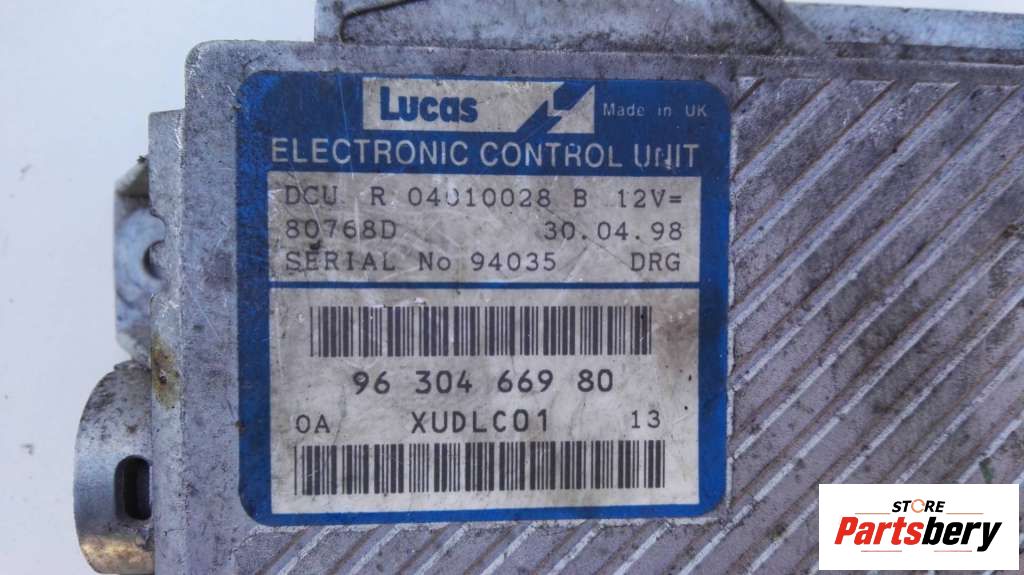 Lucas Made in UK
ELECTRONIC CONTROL UNIT
DCU R 04010028 B 12V=
80768D 30.04.98
SERIAL No 94035 DRG
96 304 669 80
0A XUDLC01 13
STORE
Partsbery